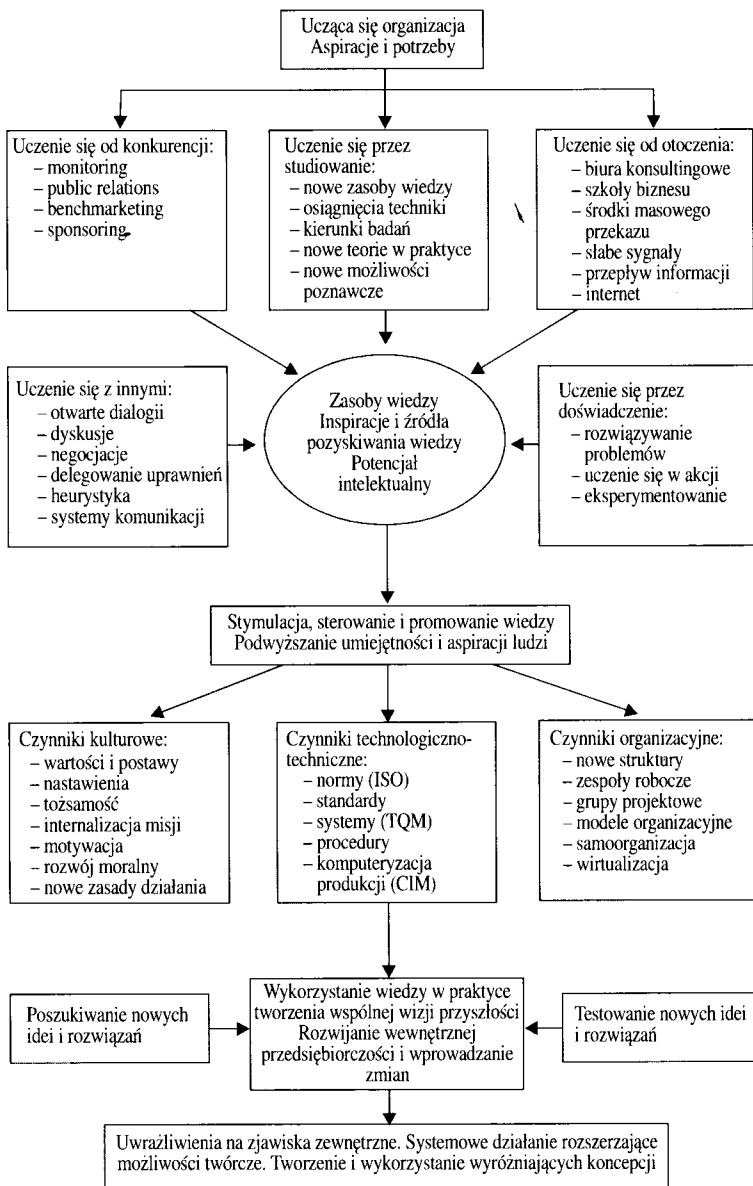 Ucząca się organizacja
Aspiracje i potrzeby
Uczenie się od konkurencji:
– monitoring
– public relations
– benchmarketing
– sponsoring
Uczenie się przez
studiowanie:
– nowe zasoby wiedzy
– osiągnięcia techniki
– kierunki badań
– nowe teorie w praktyce
– nowe możliwości
poznawcze
Uczenie się od otoczenia:
– biura konsultingowe
– szkoły biznesu
– środki masowego
przekazu
– słabe sygnały
– przepływ informacji
– internet
Uczenie się z innymi:
– otwarte dialogii
– dyskusje
– negocjacje
– delegowanie uprawnień
– heurystyka
– systemy komunikacji
Zasoby wiedzy
Inspiracje i źródła
pozyskiwania wiedzy
Potencjał
intelektualny
Uczenie się przez
doświadczenie:
– rozwiązywanie
problemów
– uczenie się w akcji
– eksperymentowanie
Stymulacja, sterowanie i promowanie wiedzy
Podwyższanie umiejętności i aspiracji ludzi
Czynniki kulturowe:
– wartości i postawy
– nastawienia
– tożsamość
– internalizacja misji
– motywacja
– rozwój moralny
– nowe zasady działania
Czynniki technologiczno-
techniczne:
– normy (ISO)
– standardy
– systemy (TQM)
– procedury
– komputeryzacja
produkcji (CIM)
Czynniki organizacyjne:
– nowe struktury
– zespoły robocze
– grupy projektowe
– modele organizacyjne
– samoorganizacja
– wirtualizacja
Poszukiwanie nowych
idei i rozwiązań
Wykorzystanie wiedzy w praktyce
tworzenia wspólnej wizji przyszłości
Rozwijanie wewnętrznej
przedsiębiorczości i wprowadzanie
zmian
Testowanie nowych idei
i rozwiązań
Uwrażliwienia na zjawiska zewnętrzne. Systemowe działanie rozszerzające
możliwości twórcze. Tworzenie i wykorzystanie wyróżniających koncepcji